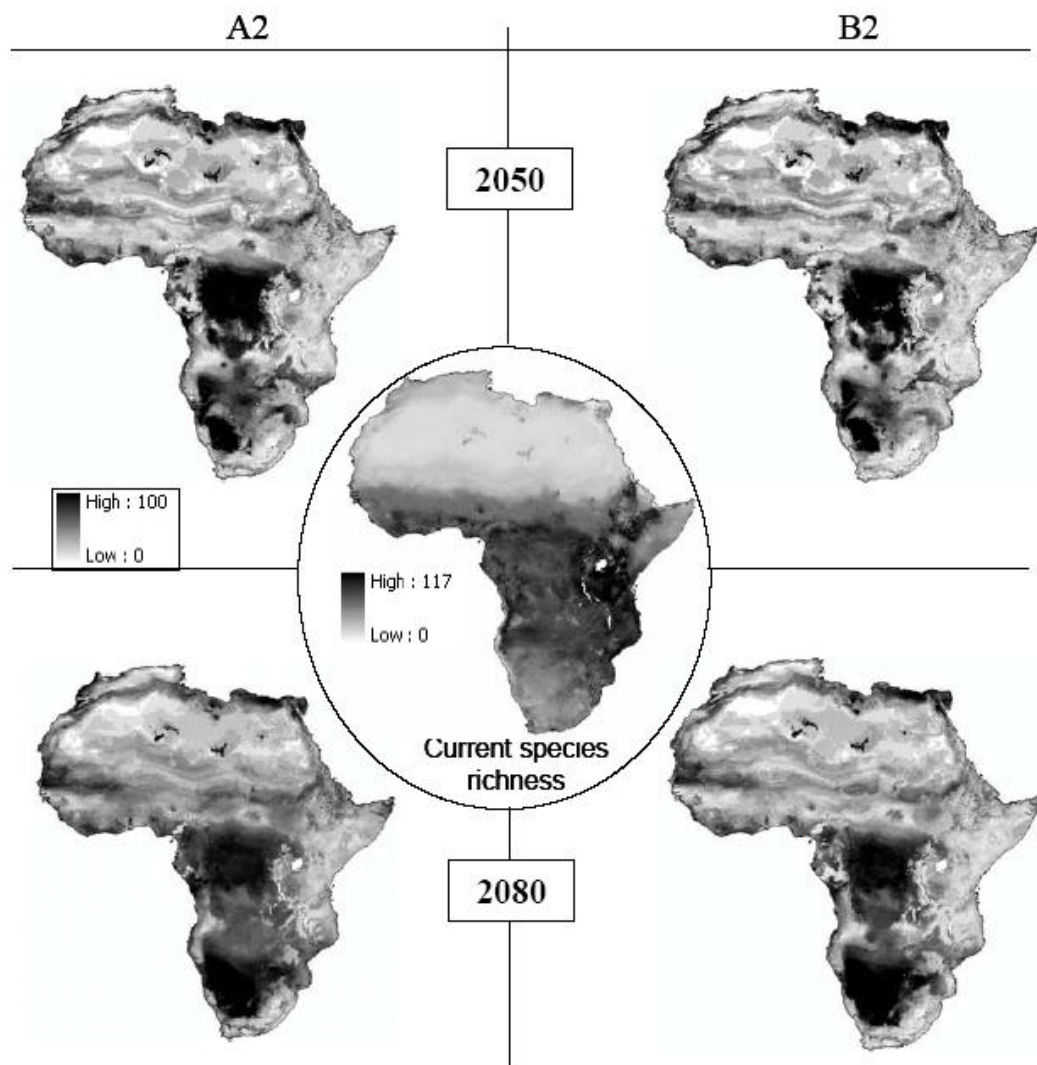 A2
B2
2050
High : 100
Low : 0
High : 117
Low : 0
Current species
richness
2080